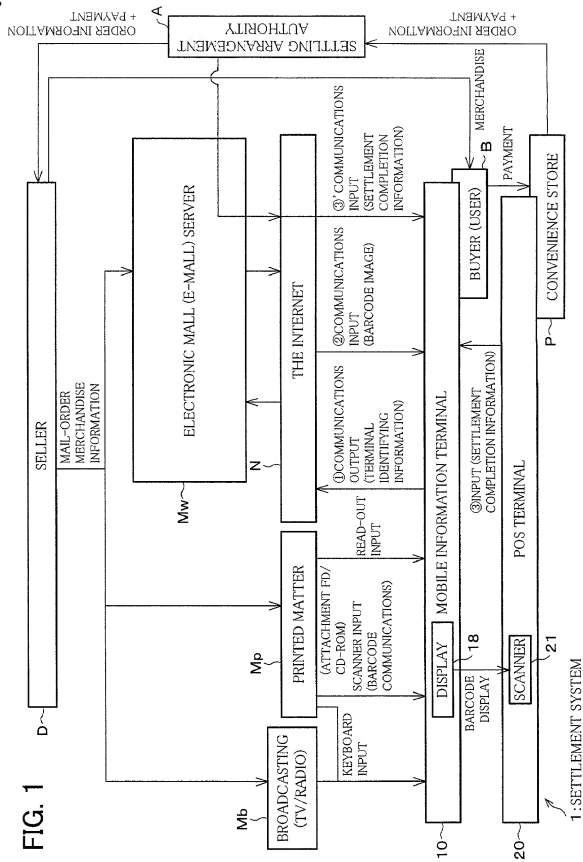 FIG. 1
D
SELLER
MAIL-ORDER
MERCHANDISE
INFORMATION
ORDER INFORMATION
+ PAYMENT
A
SETTLING ARRANGEMENT
AUTHORITY
ORDER INFORMATION
+ PAYMENT
Mw
ELECTRONIC MALL (E-MALL) SERVER
Mb
BROADCASTING
(TV/RADIO)
Mp
PRINTED MATTER
N
THE INTERNET
KEYBOARD
INPUT
(ATTACHMENT FD/
CD-ROM)
SCANNER INPUT
(BARCODE
COMMUNICATIONS)
READ-OUT
INPUT
①COMMUNICATIONS
OUTPUT
(TERMINAL
IDENTIFYING
INFORMATION)
②COMMUNICATIONS
INPUT
(BARCODE IMAGE)
③'COMMUNICATIONS
INPUT
(SETTLEMENT
COMPLETION
INFORMATION)
MERCHANDISE
10
DISPLAY
18
MOBILE INFORMATION TERMINAL
BUYER (USER)
B
BARCODE
DISPLAY
③INPUT (SETTLEMENT
COMPLETION INFORMATION)
PAYMENT
20
SCANNER
21
POS TERMINAL
P
CONVENIENCE STORE
1:SETTLEMENT SYSTEM